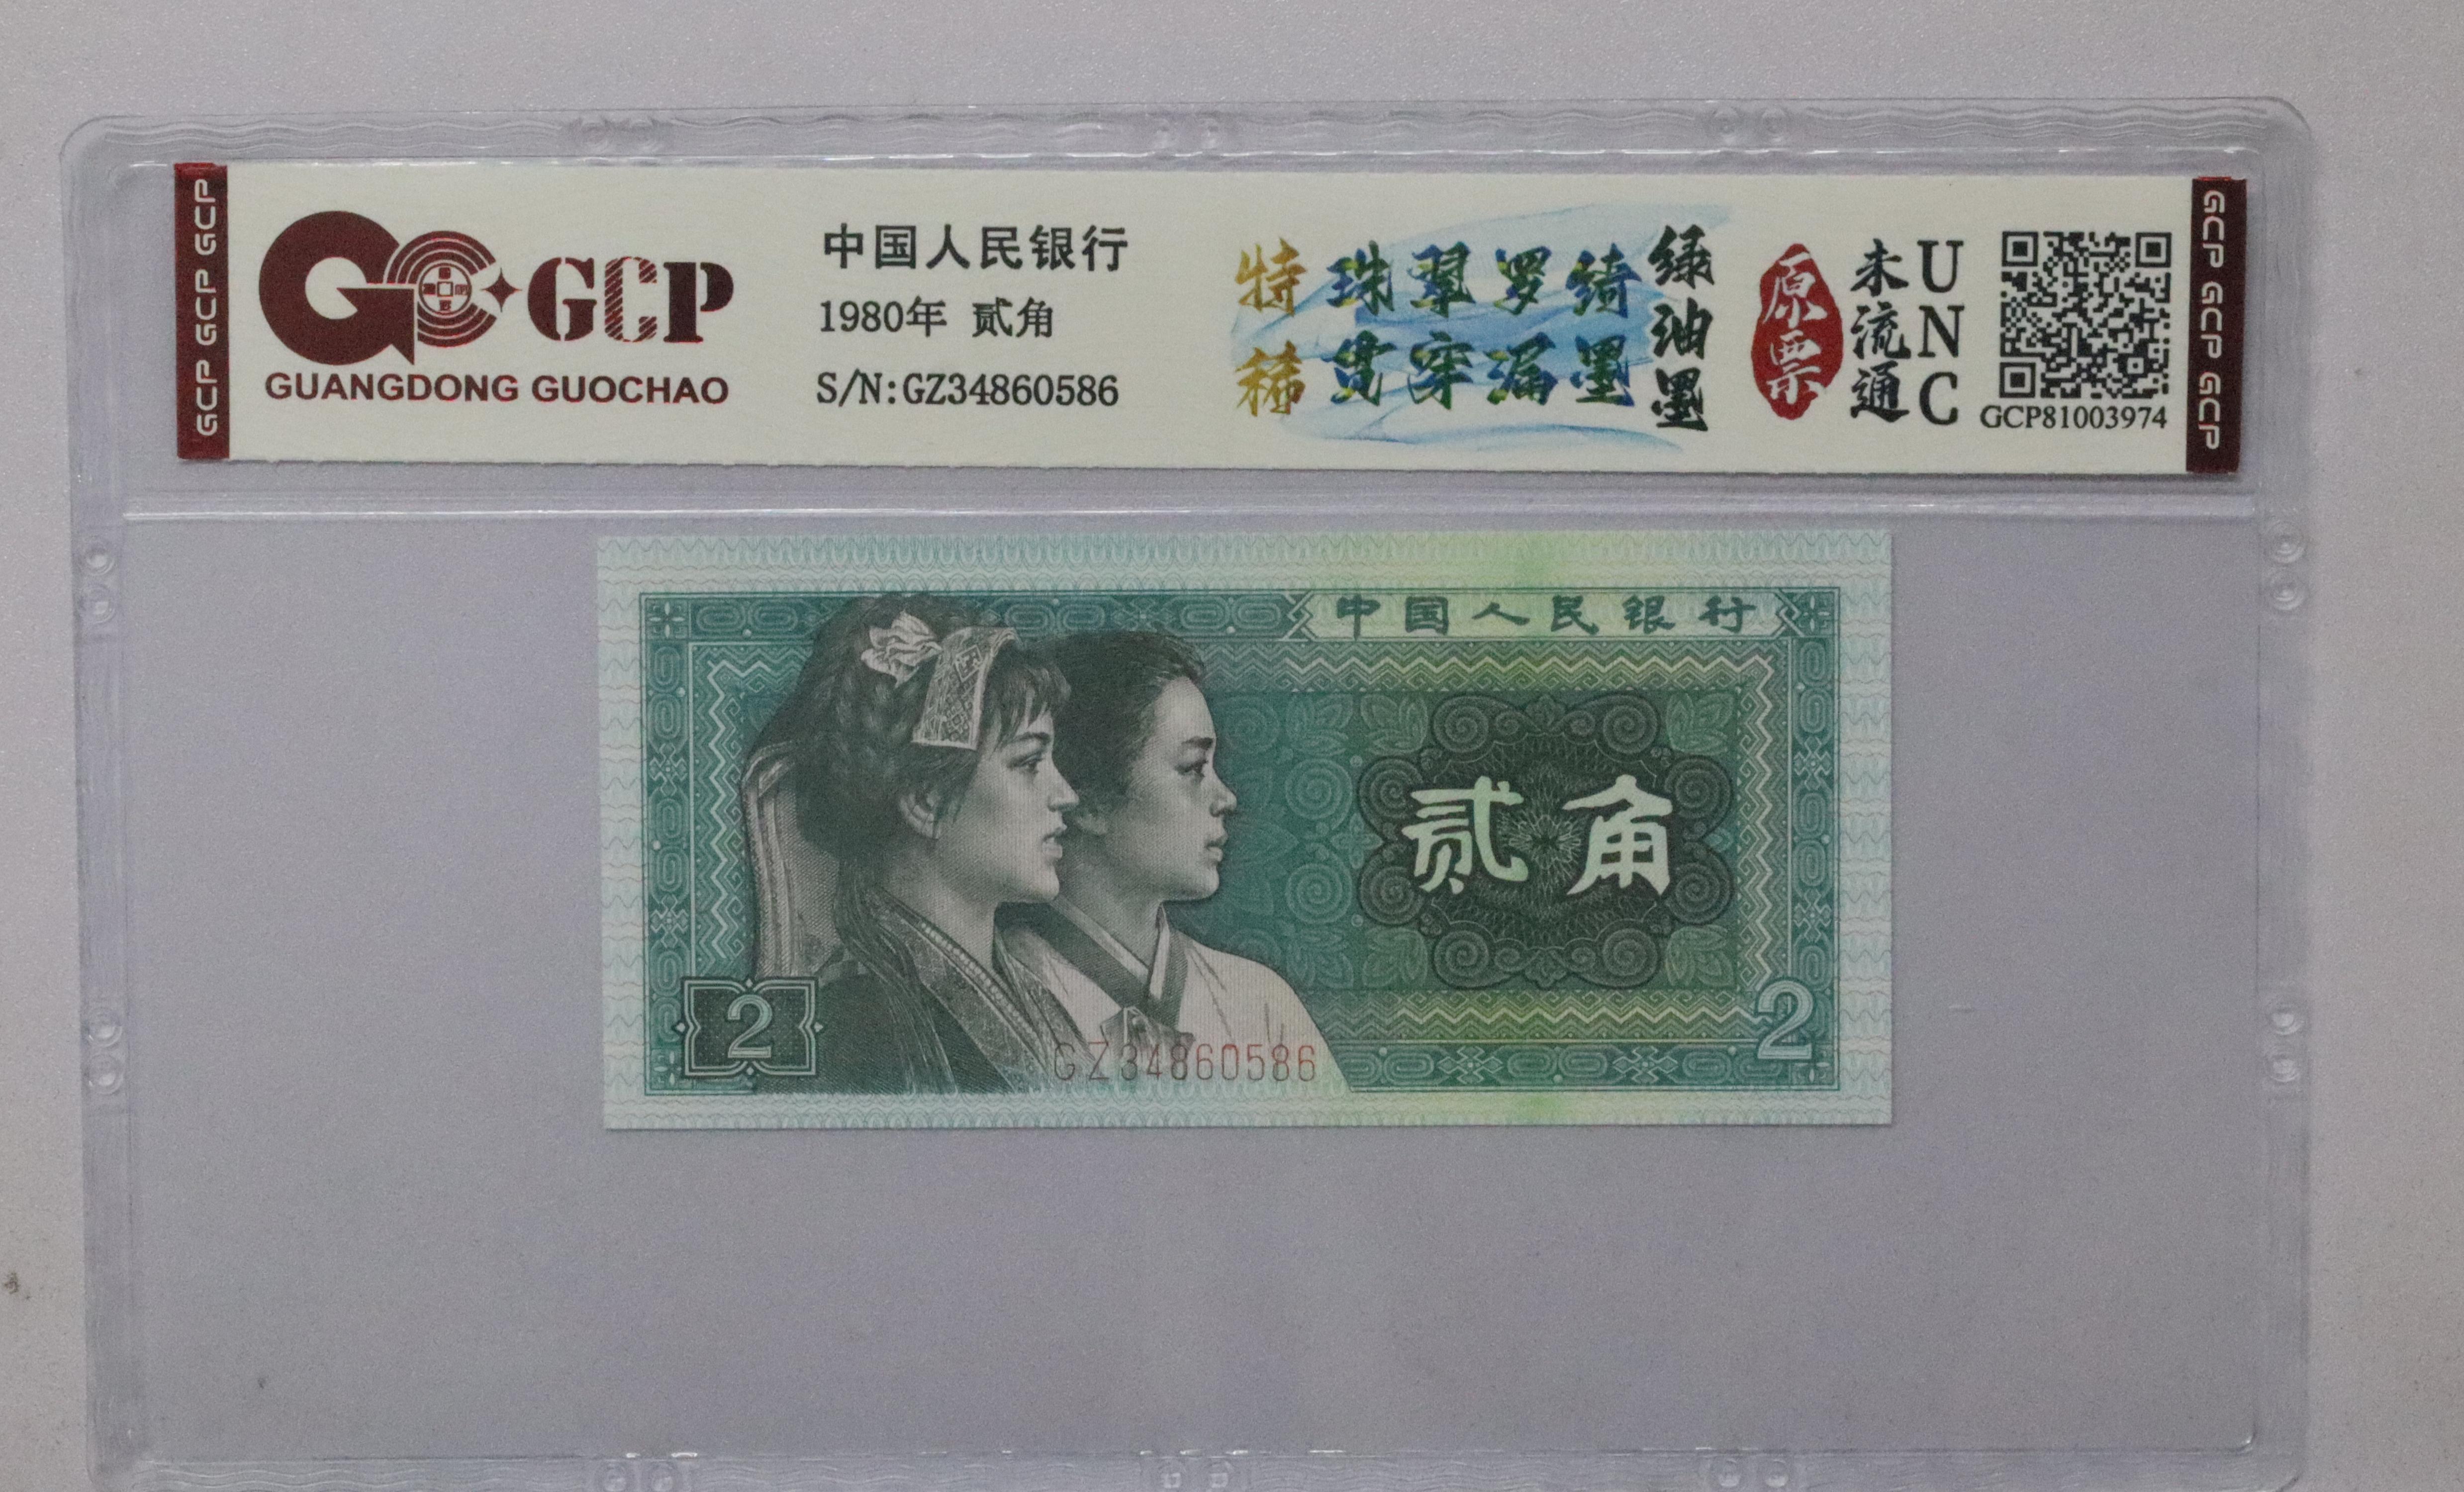 GCP GCP GCP
GCP
GUANGDONG GUOCHAO
中国人民银行
1980年 贰角
S/N:GZ34860586
特稀
珠翠罗绮
贯穿漏墨
绿油墨
原票
未流通
UNC
GCP81003974
GCP GCP GCP
中国人民银行
贰角
2
GZ34860586
2